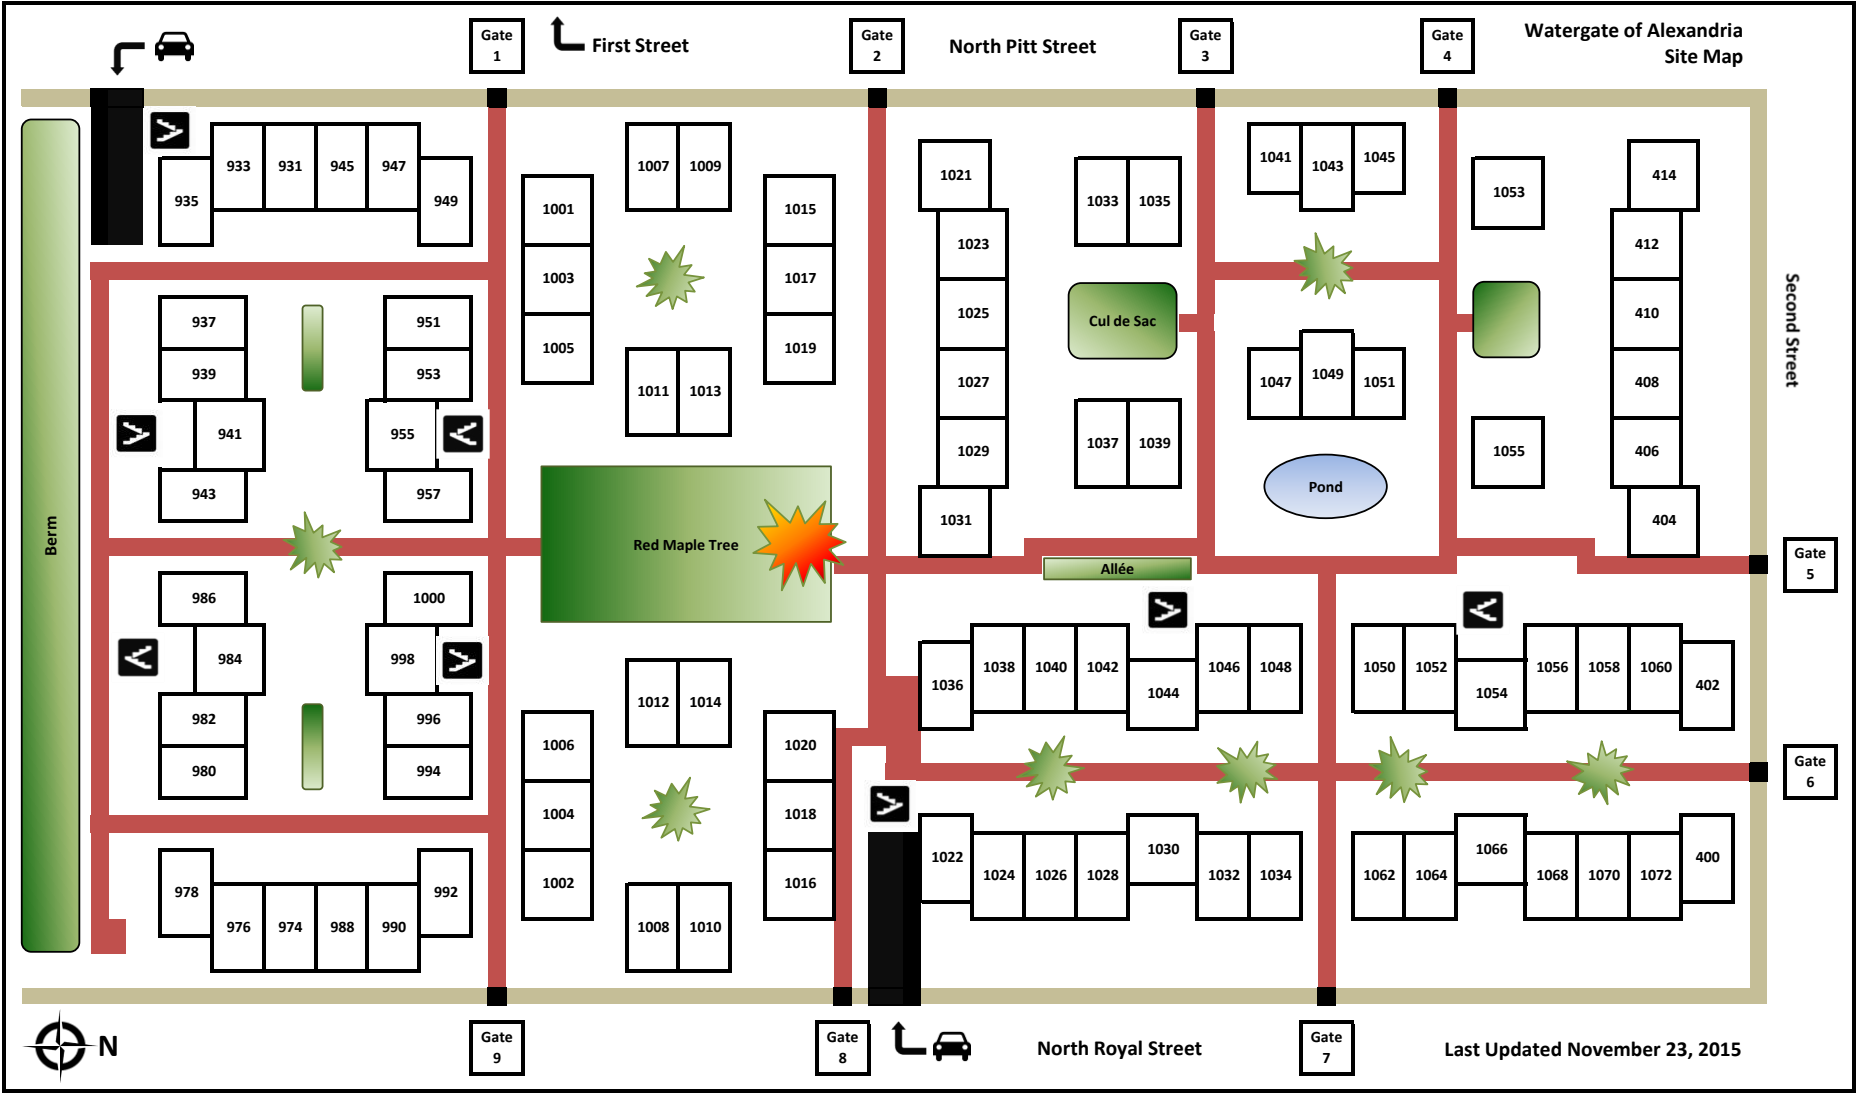 Gate
1
First Street
Gate
2
North Pitt Street
Gate
3
Gate
4
Watergate of Alexandria
Site Map
933 931 945 947
935
949
1007 1009
1001
1003
1005
1015
1017
1019
1011 1013
1021
1023
1025
1027
1029
1031
1033 1035
Cul de Sac
1037 1039
1041 1043 1045
1047 1049 1051
Pond
1053
1055
414
412
410
408
406
404
Second Street
937
939
941
943
951
953
955
957
Berm
Red Maple Tree
Allée
Gate
5
986
984
982
980
1000
998
996
994
1012 1014
1006
1004
1002
1020
1018
1016
1008 1010
1036 1038 1040 1042 1044 1046 1048
1050 1052 1054 1056 1058 1060 402
Gate
6
1022 1024 1026 1028 1030 1032 1034
1062 1064 1066 1068 1070 1072 400
978 976 974 988 990 992
N
Gate
9
Gate
8
North Royal Street
Gate
7
Last Updated November 23, 2015